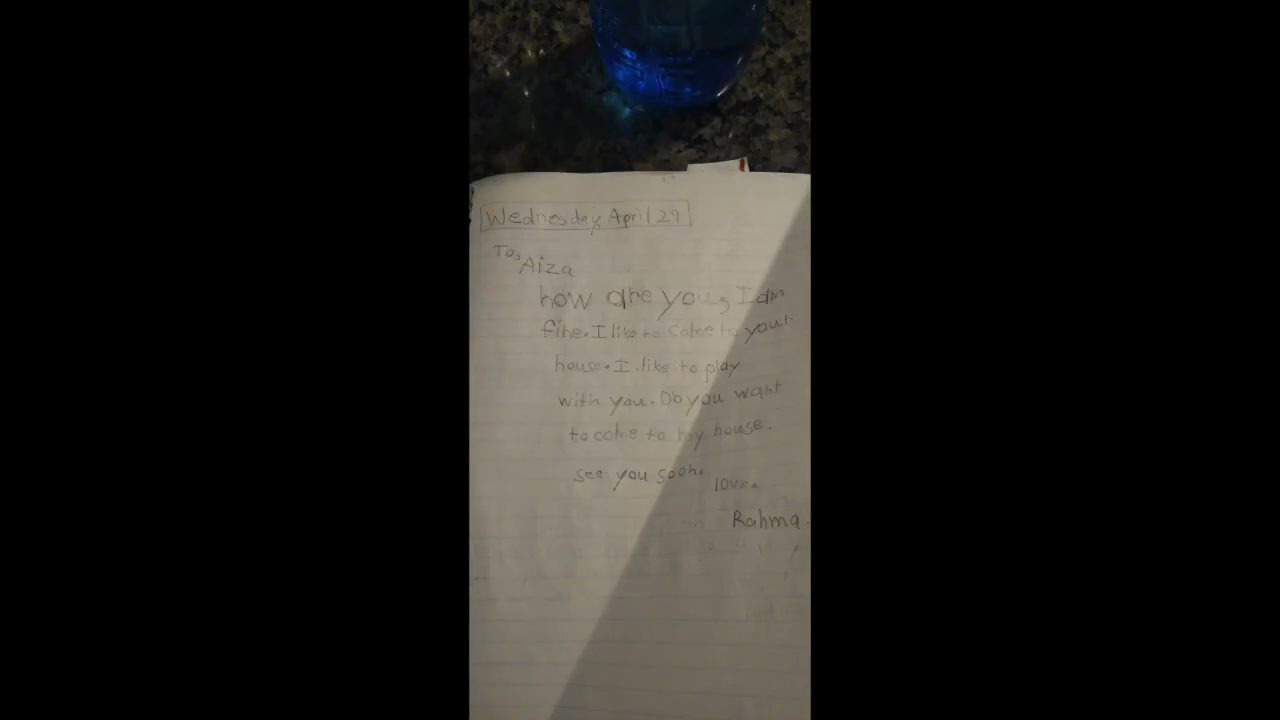 Wednesday, April 29
To, Aiza
how are you, I am
fine. I like to come to your
house. I like to play
with you. Do you want
to come to my house.
see you soon.
love.
Rahma.